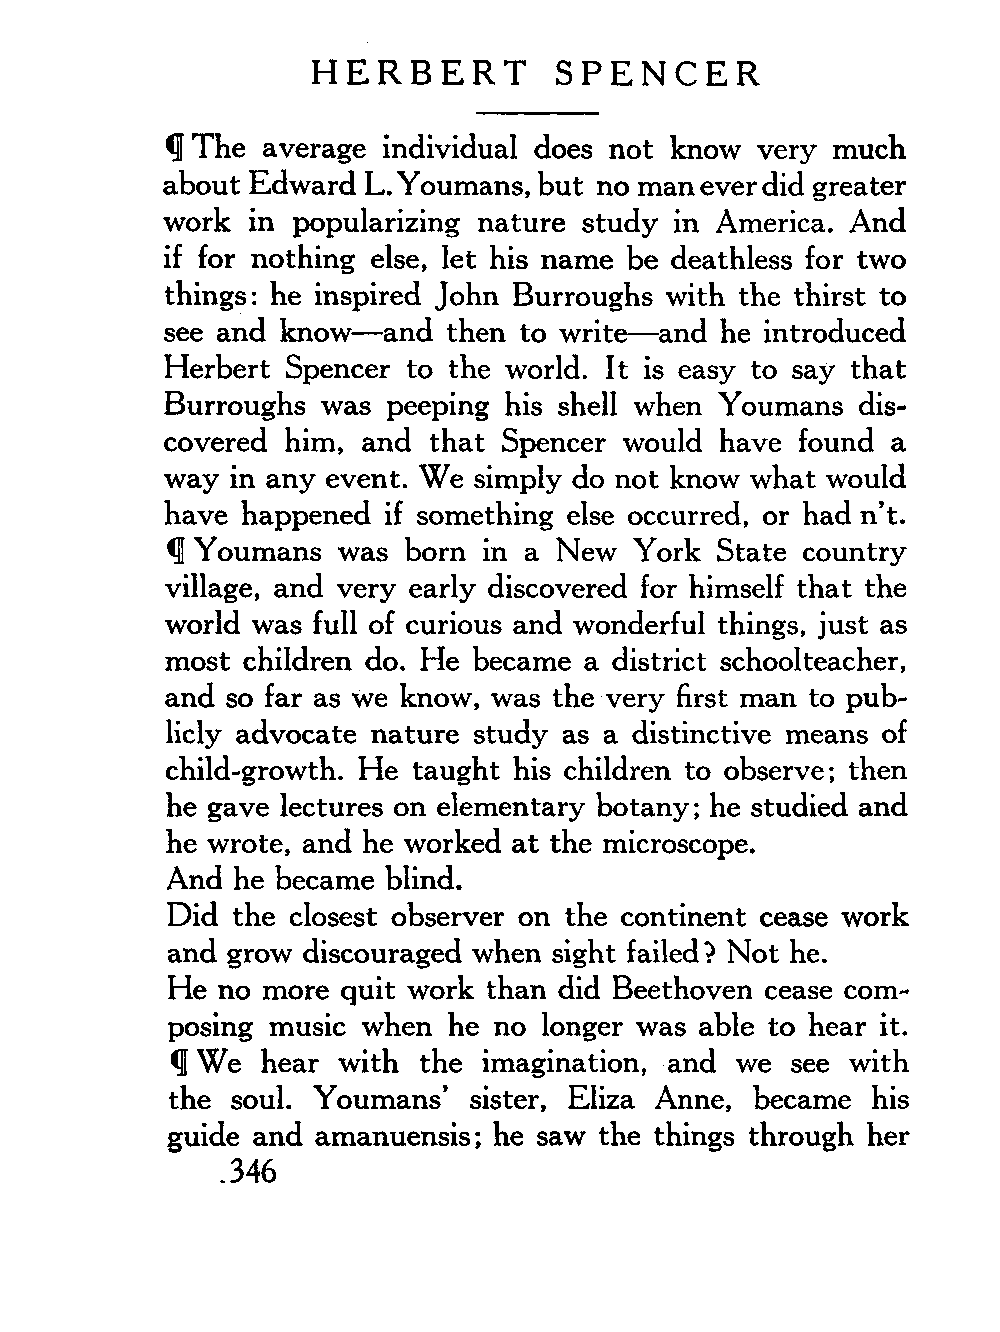 HERBERT SPENCER
¶ The average individual does not know very much
about Edward L. Youmans, but no man ever did greater
work in popularizing nature study in America. And
if for nothing else, let his name be deathless for two
things: he inspired John Burroughs with the thirst to
see and know—and then to write—and he introduced
Herbert Spencer to the world. It is easy to say that
Burroughs was peeping his shell when Youmans dis-
covered him, and that Spencer would have found a
way in any event. We simply do not know what would
have happened if something else occurred, or had n't.
¶ Youmans was born in a New York State country
village, and very early discovered for himself that the
world was full of curious and wonderful things, just as
most children do. He became a district schoolteacher,
and so far as we know, was the very first man to pub-
licly advocate nature study as a distinctive means of
child-growth. He taught his children to observe; then
he gave lectures on elementary botany; he studied and
he wrote, and he worked at the microscope.
And he became blind.
Did the closest observer on the continent cease work
and grow discouraged when sight failed? Not he.
He no more quit work than did Beethoven cease com-
posing music when he no longer was able to hear it.
¶ We hear with the imagination, and we see with
the soul. Youmans' sister, Eliza Anne, became his
guide and amanuensis; he saw the things through her
.346